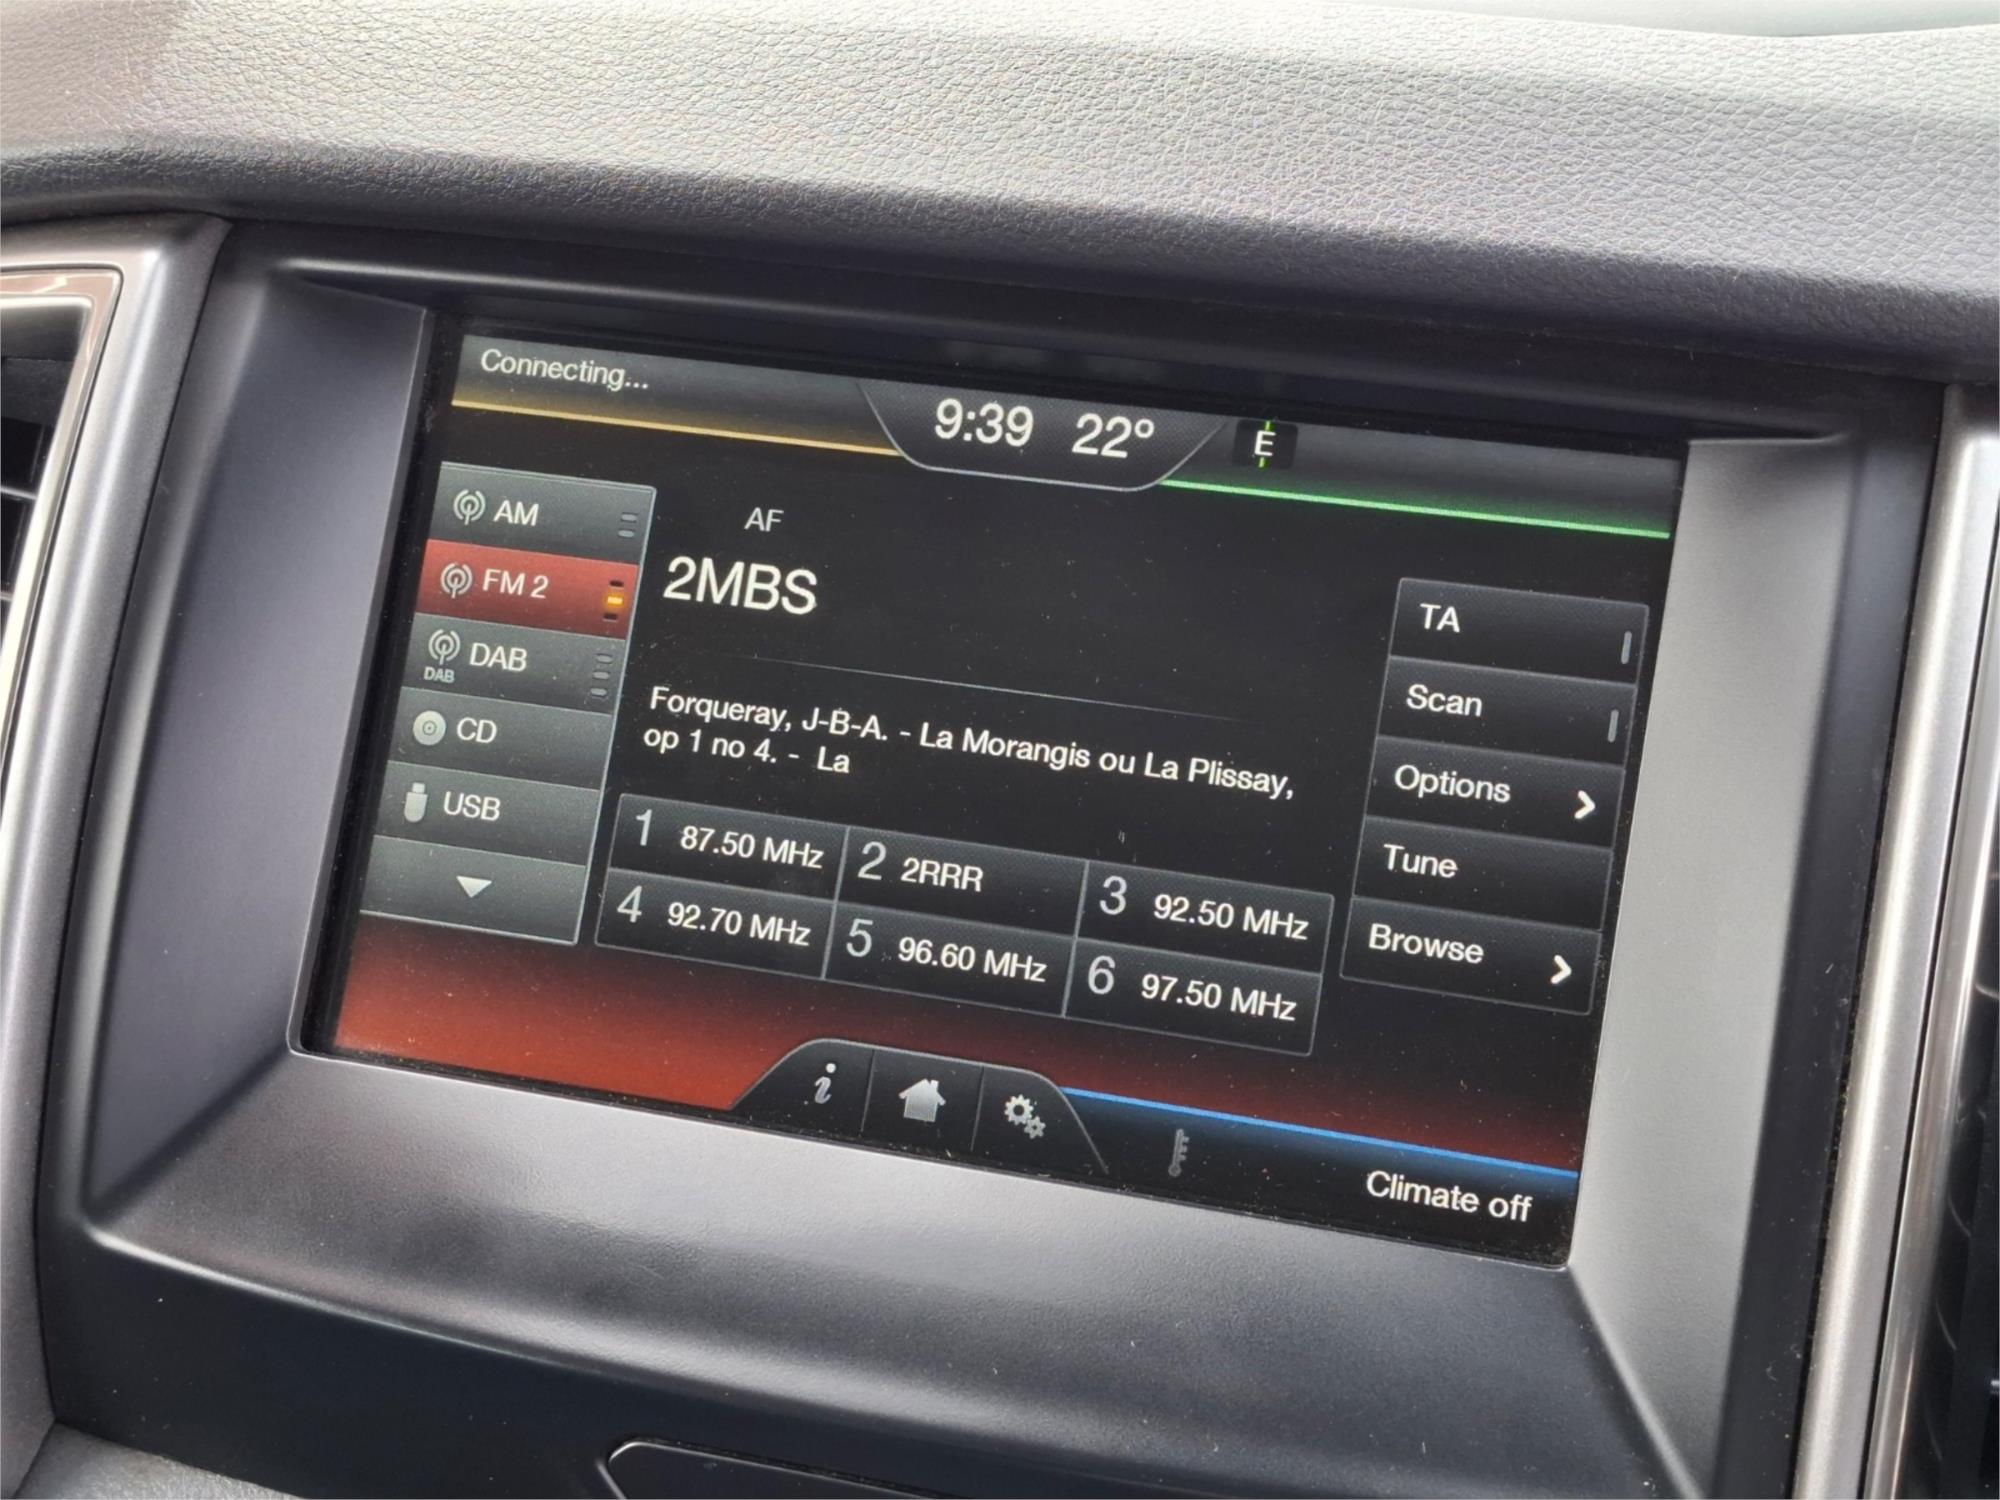 Connecting...
9:39 22°
E
AM
FM 2
DAB
DAB
CD
USB
AF
2MBS
Forqueray, J-B-A. - La Morangis ou La Plissay,
op 1 no 4. - La
1 87.50 MHz
2 2RRR
3 92.50 MHz
4 92.70 MHz
5 96.60 MHz
6 97.50 MHz
TA
Scan
Options
Tune
Browse
i
Climate off